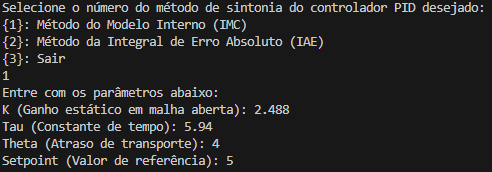 Selecione o número do método de sintonia do controlador PID desejado:
{1}: Método do Modelo Interno (IMC)
{2}: Método da Integral de Erro Absoluto (IAE)
{3}: Sair
1
Entre com os parâmetros abaixo:
K (Ganho estático em malha aberta): 2.488
Tau (Constante de tempo): 5.94
Theta (Atraso de transporte): 4
Setpoint (Valor de referência): 5